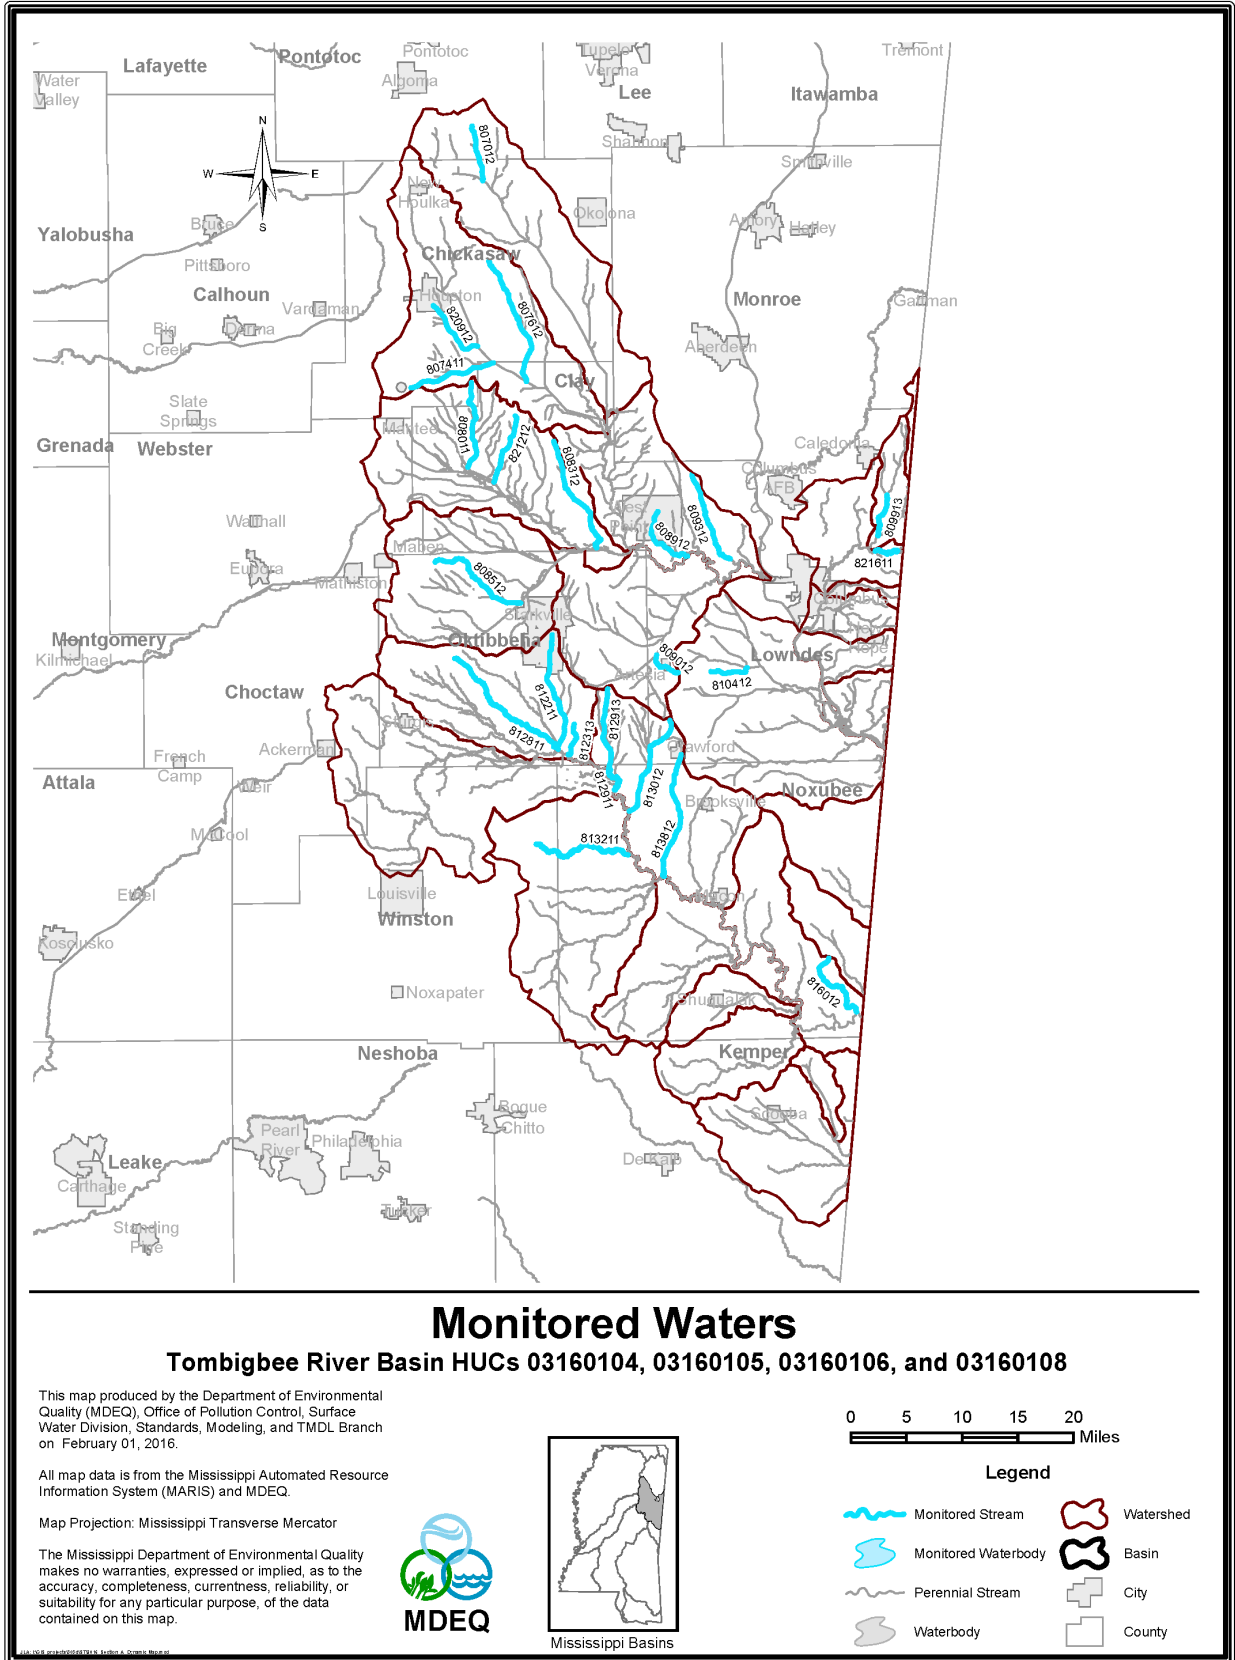 Pontotoc
Pontotoc
Tupelo
Tremont
Lafayette
Algoma
Verona
Water
Valley
Lee
Itawamba
N
807012
Shannon
W
E
Smithville
S
New
Houlka
Okolona
Bruce
Amory
Hatley
Yalobusha
Pittsboro
Chickasaw
Calhoun
Vardaman
Houston
Monroe
Gattman
Big
Creek
Derma
820912
807612
Aberdeen
807411
Clay
Slate
Springs
Mantee
Grenada
Webster
808011
821212
808312
Caledonia
Columbus
AFB
West
Point
809312
809913
Walthall
808912
Maben
821611
Eupora
Mathiston
808512
Columbus
Starkville
New
Hope
Montgomery
Oktibbeha
Kilmichael
809012
Lowndes
Artesia
810412
Choctaw
812211
812913
Sturgis
812811
812313
Ackerman
Crawford
French
Camp
Attala
812911
813012
Noxubee
Weir
Brooksville
McCool
813211
813812
Ethel
Louisville
Macon
Winston
Kosciusko
816012
Noxapater
Shuqualak
Neshoba
Kemper
Bogue
Chitto
Scooba
Pearl
River
Philadelphia
Leake
De Kalb
Carthage
Tucker
Standing
Pine
Monitored Waters
Tombigbee River Basin HUCs 03160104, 03160105, 03160106, and 03160108
This map produced by the Department of Environmental
Quality (MDEQ), Office of Pollution Control, Surface
Water Division, Standards, Modeling, and TMDL Branch
on February 01, 2016.
All map data is from the Mississippi Automated Resource
Information System (MARIS) and MDEQ.
Map Projection: Mississippi Transverse Mercator
The Mississippi Department of Environmental Quality
makes no warranties, expressed or implied, as to the
accuracy, completeness, currentness, reliability, or
suitability for any particular purpose, of the data
contained on this map.
MDEQ
Mississippi Basins
0 5 10 15 20
Miles
Legend
Monitored Stream
Watershed
Monitored Waterbody
Basin
Perennial Stream
City
Waterbody
County